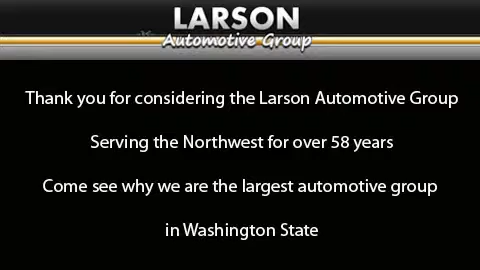 LARSON
Automotive Group
Thank you for considering the Larson Automotive Group
Serving the Northwest for over 58 years
Come see why we are the largest automotive group
in Washington State